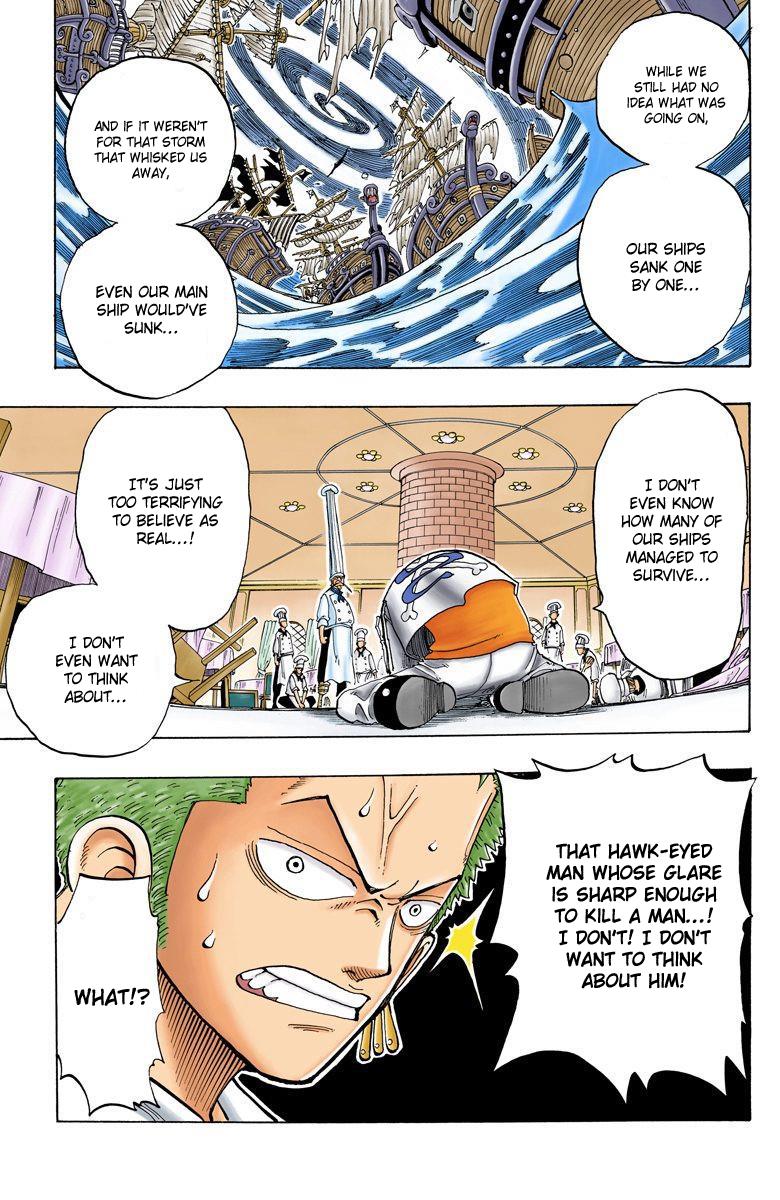 WHILE WE
STILL HAD NO
IDEA WHAT WAS
GOING ON,
OUR SHIPS
SANK ONE
BY ONE...
AND IF IT WEREN'T
FOR THAT STORM
THAT WHISKED US
AWAY,
EVEN OUR MAIN
SHIP WOULD'VE
SUNK...
I DON'T
EVEN KNOW
HOW MANY OF
OUR SHIPS
MANAGED TO
SURVIVE...
IT'S JUST
TOO TERRIFYING
TO BELIEVE AS
REAL...!
I DON'T
EVEN WANT
TO THINK
ABOUT...
THAT HAWK-EYED
MAN WHOSE GLARE
IS SHARP ENOUGH
TO KILL A MAN...!
I DON'T! I DON'T
WANT TO THINK
ABOUT HIM!
WHAT!?